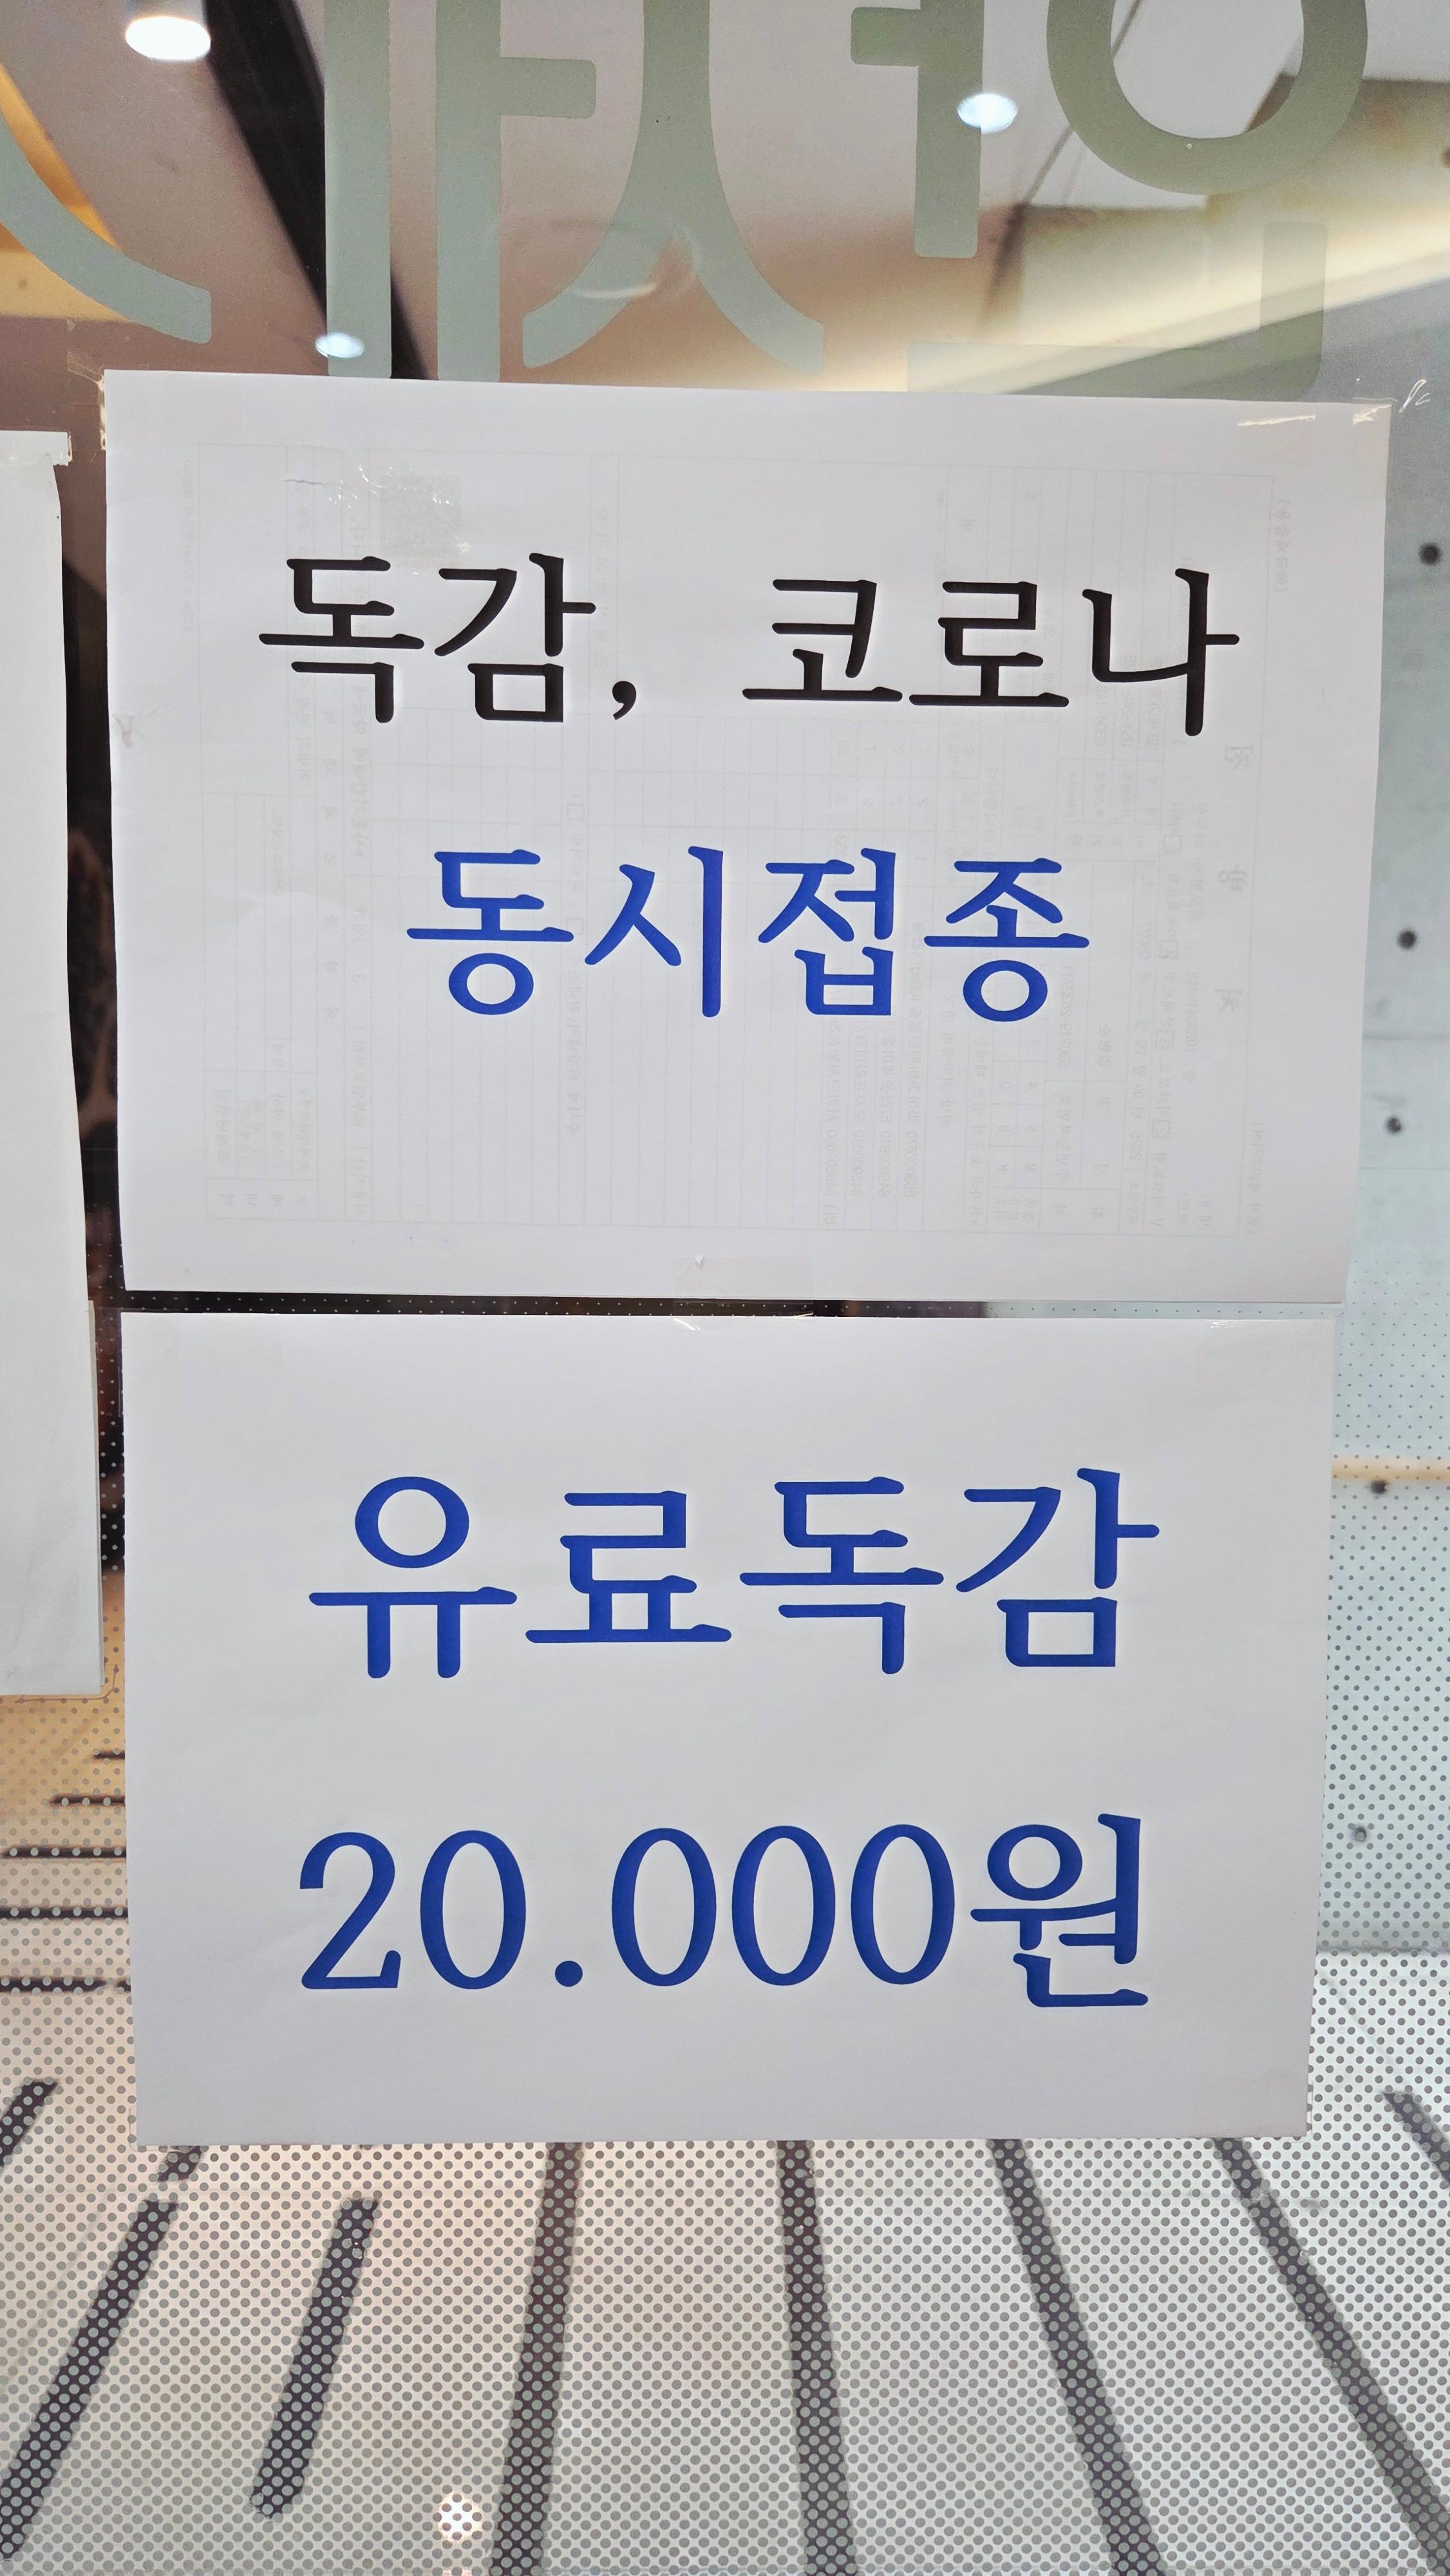 독감, 코로나
동시접종
유료독감
20.000원